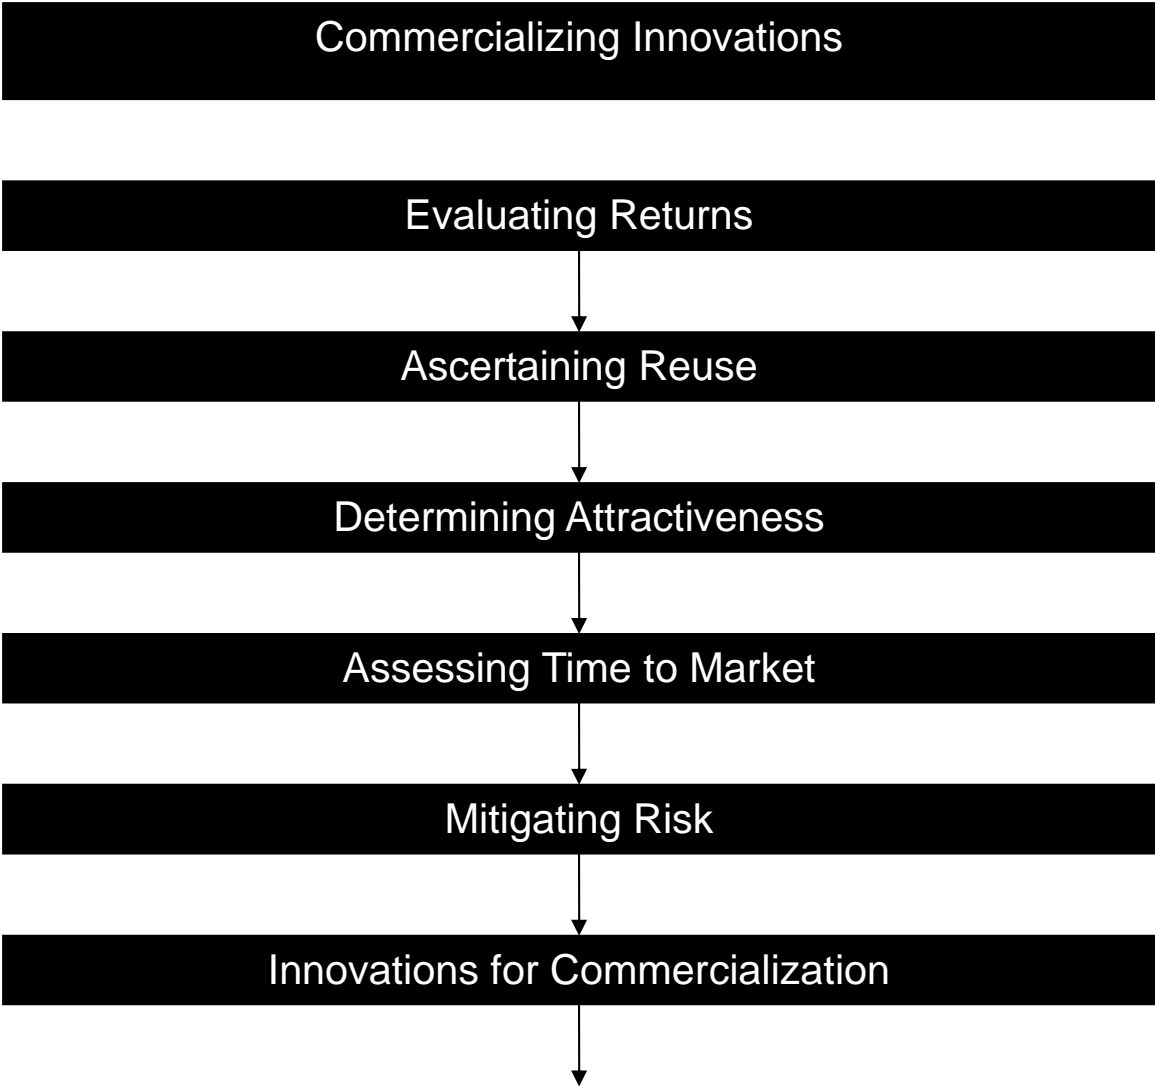 Commercializing Innovations
Evaluating Returns
Ascertaining Reuse
Determining Attractiveness
Assessing Time to Market
Mitigating Risk
Innovations for Commercialization